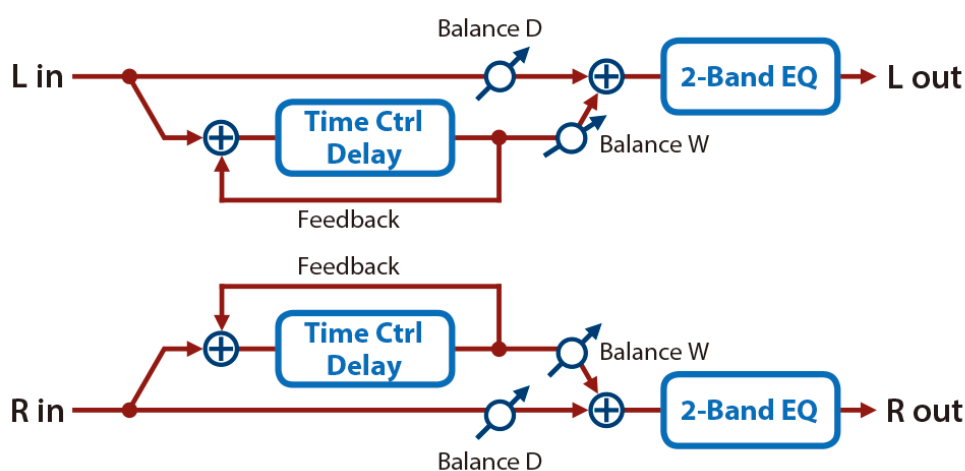 Balance D
L in
2-Band EQ
L out
Time Ctrl
Delay
Balance W
Feedback
Feedback
Time Ctrl
Delay
Balance W
R in
2-Band EQ
R out
Balance D